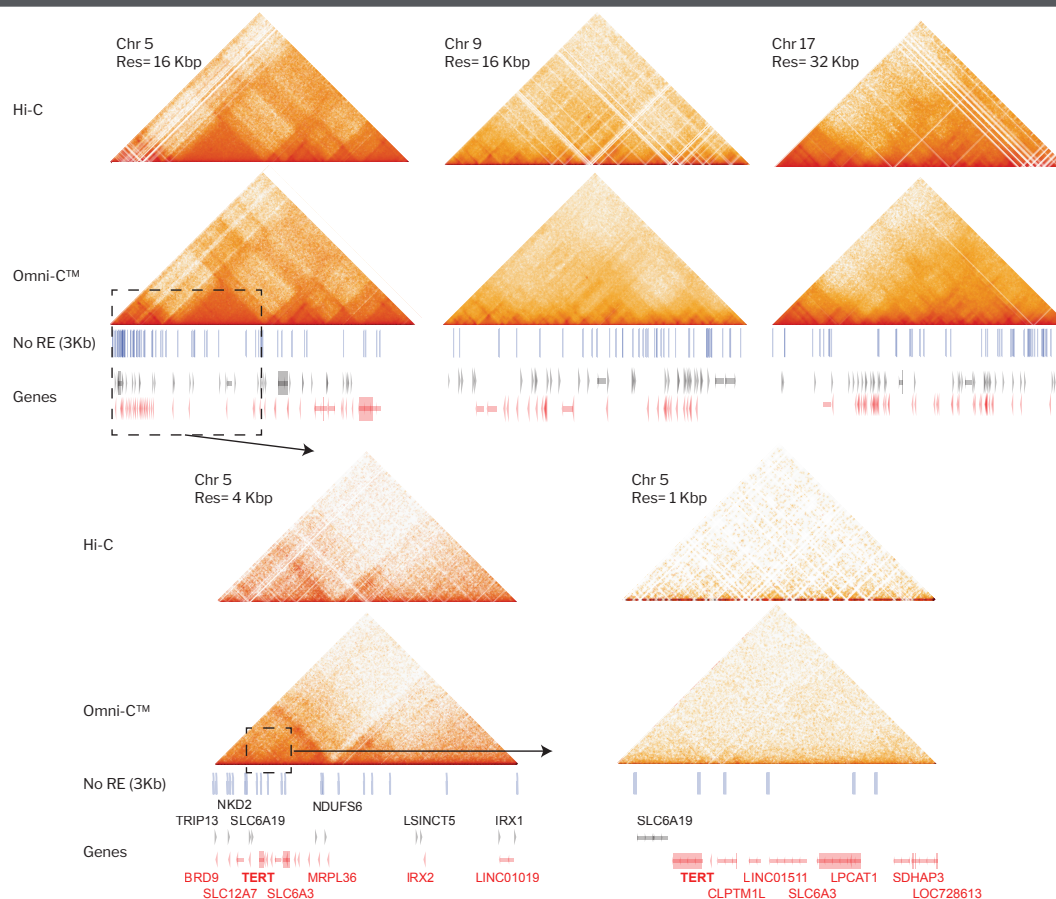 Chr 5
Res= 16 Kbp
Chr 9
Res= 16 Kbp
Chr 17
Res= 32 Kbp
Hi-C
Omni-C™
No RE (3Kb)
Genes
Chr 5
Res= 4 Kbp
Chr 5
Res= 1 Kbp
Hi-C
Omni-C™
No RE (3Kb)
NKD2 NDUFS6
TRIP13 SLC6A19 LSINCT5 IRX1 SLC6A19
Genes
BRD9 TERT MRPL36 IRX2 LINC01019 TERT LINC01511 LPCAT1 SDHAP3
SLC12A7 SLC6A3 CLPTM1L SLC6A3 LOC728613